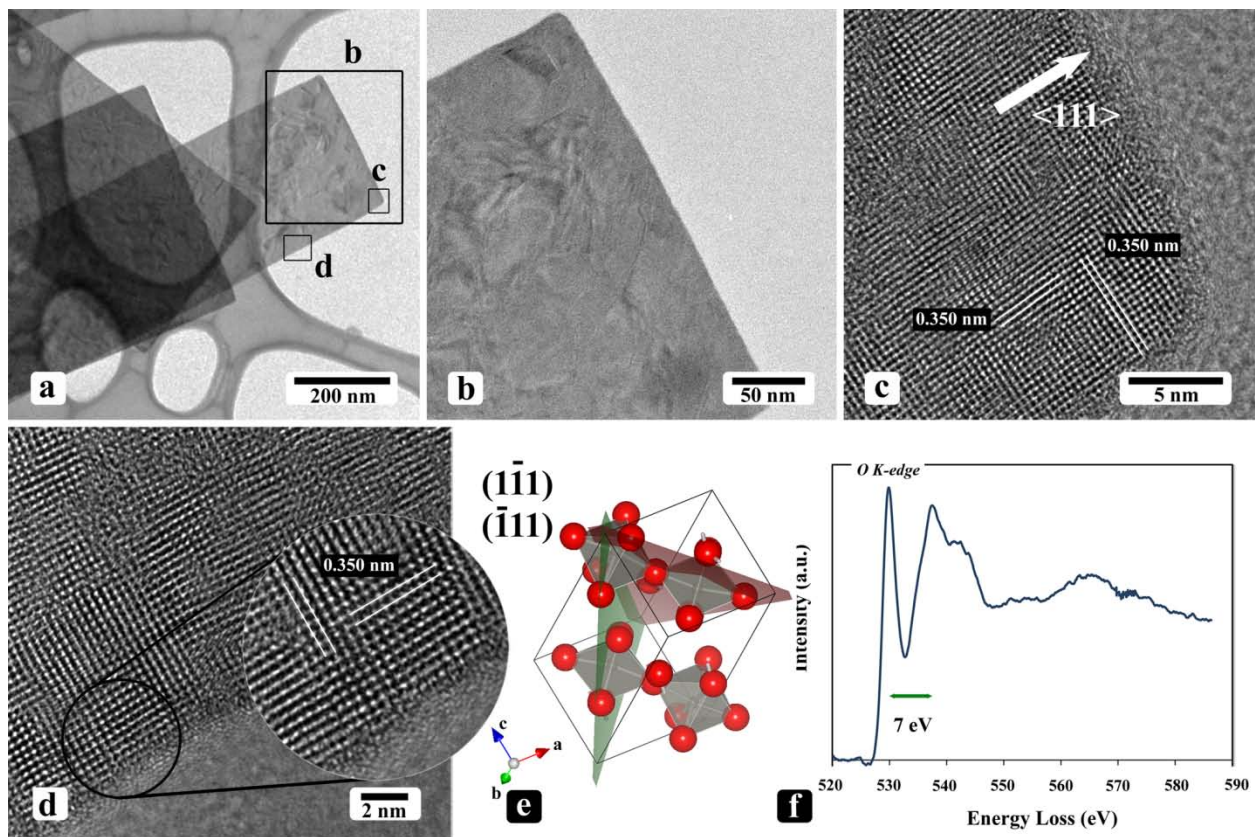 b
c
d
a
200 nm
b
50 nm
<111>
0.350 nm
0.350 nm
c
5 nm
0.350 nm
d
2 nm
(11̄1)
(1̄11)
c
a
b
e
O K-edge
Intensity (a.u.)
7 eV
f
520 530 540 550 560 570 580 590
Energy Loss (eV)